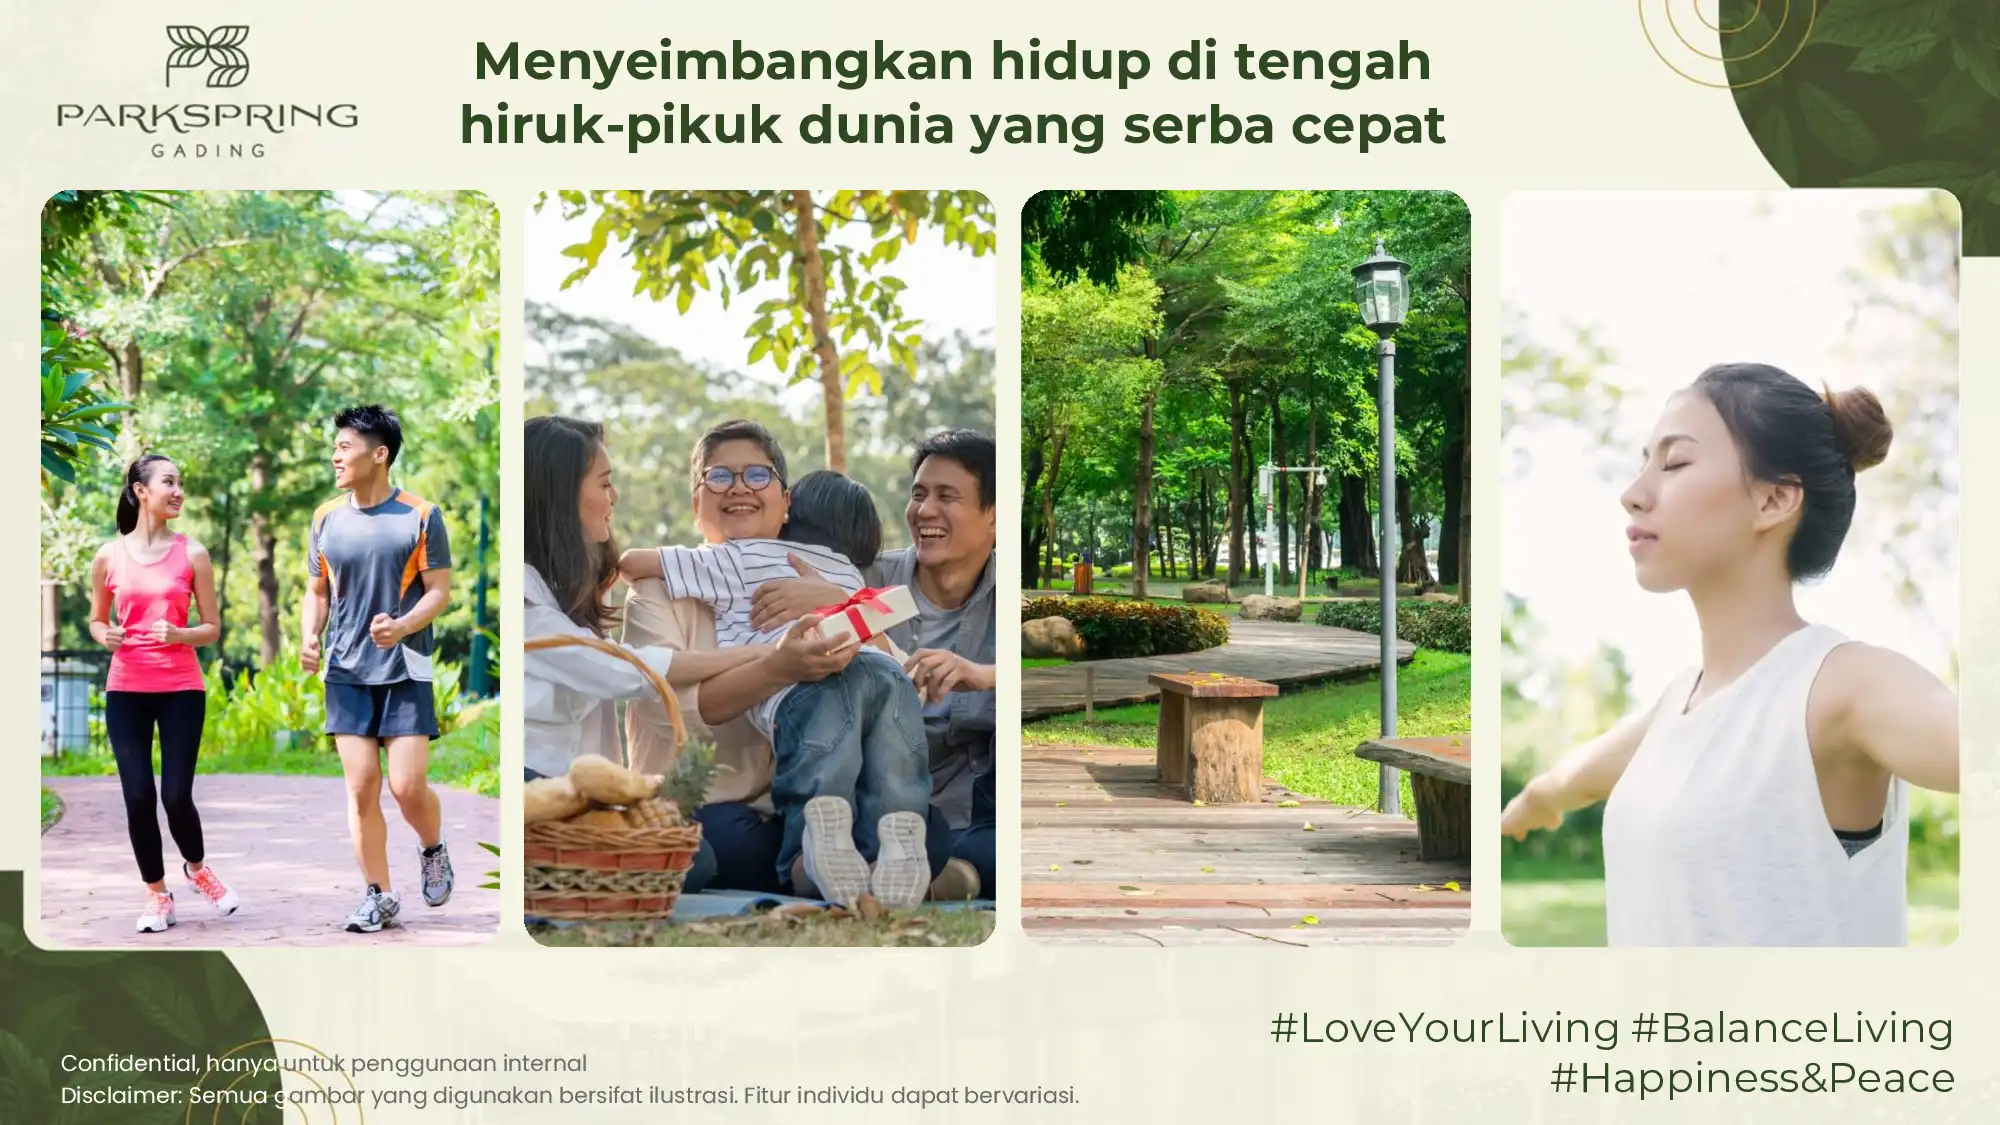 PARKSPRING
GADING
Menyeimbangkan hidup di tengah
hiruk-pikuk dunia yang serba cepat
#LoveYourLiving #BalanceLiving
#Happiness&Peace
Confidential, hanya untuk penggunaan internal
Disclaimer: Semua gambar yang digunakan bersifat ilustrasi. Fitur individu dapat bervariasi.